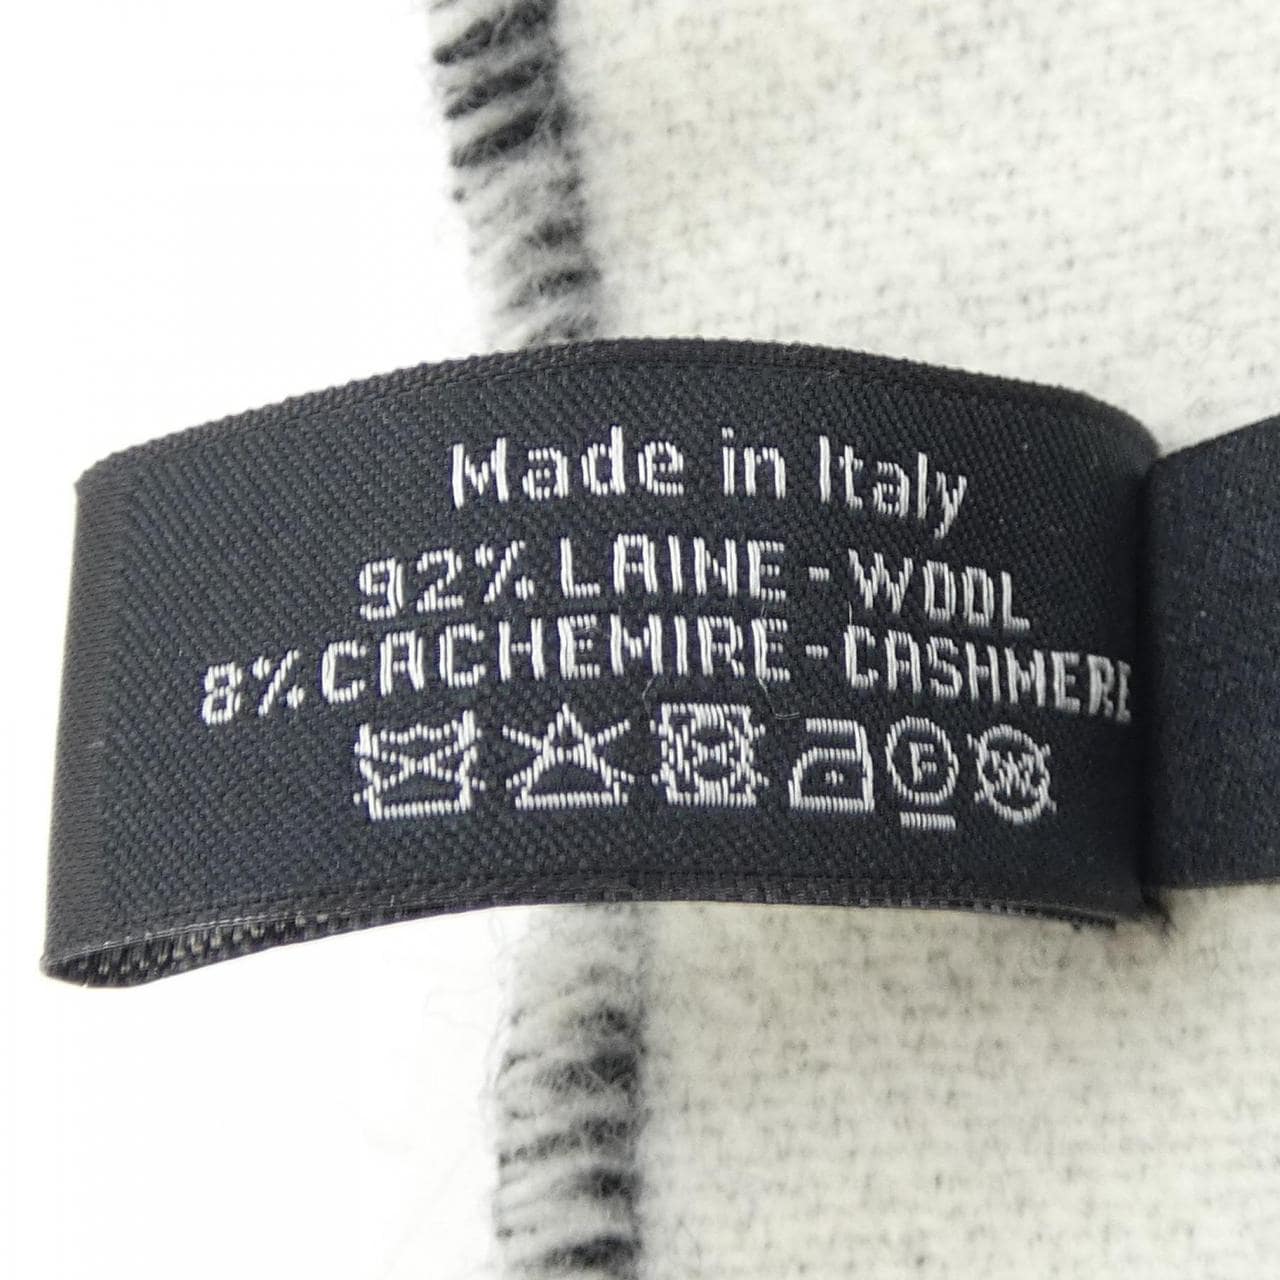 Made in Italy
92% LAINE - WOOL
8% CACHEMIRE - CASHMERE
F W